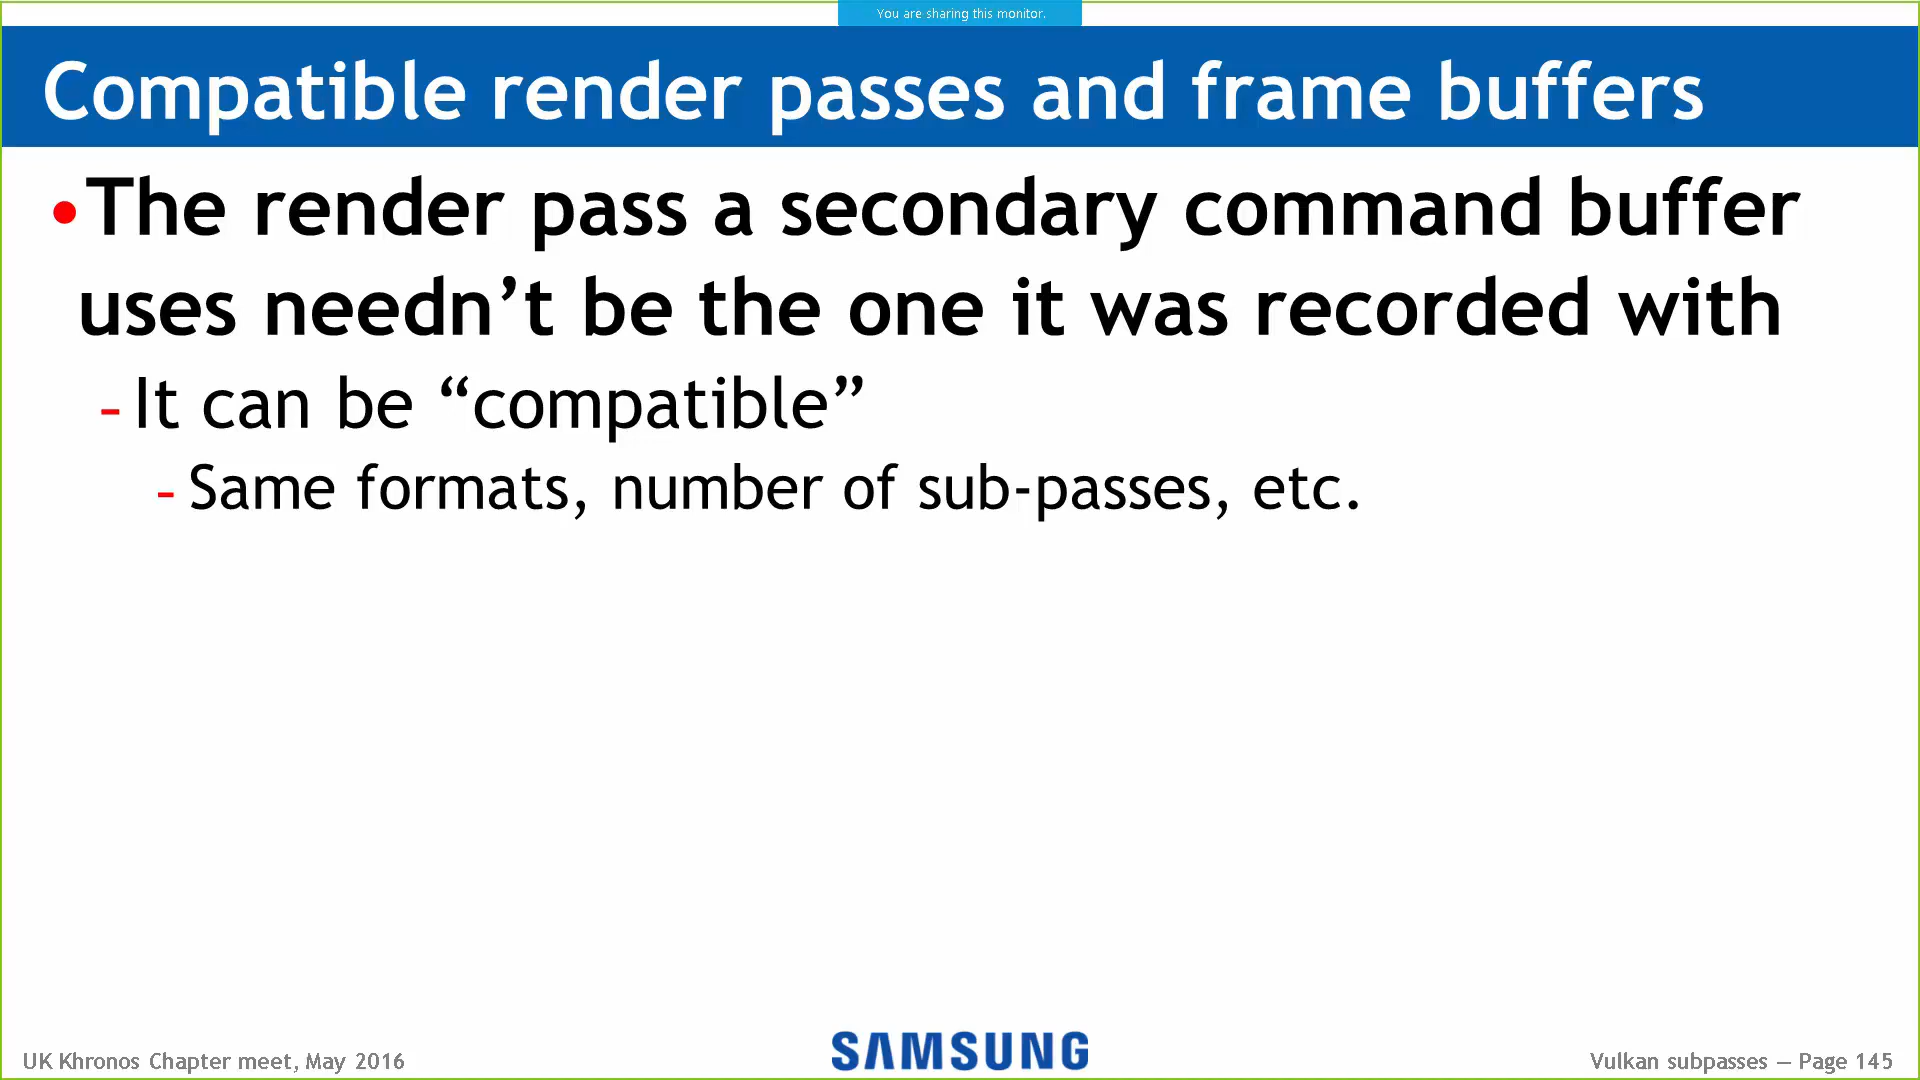 You are sharing this monitor.
Compatible render passes and frame buffers
•The render pass a secondary command buffer
uses needn’t be the one it was recorded with
-It can be “compatible”
-Same formats, number of sub-passes, etc.
UK Khronos Chapter meet, May 2016
SAMSUNG
Vulkan subpasses — Page 145